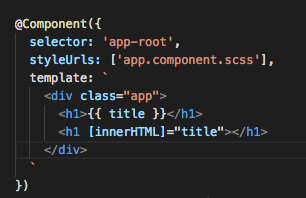 @Component({
  selector: 'app-root',
  styleUrls: ['app.component.scss'],
  template: `
    <div class="app">
      <h1>{{ title }}</h1>
      <h1 [innerHTML]="title"></h1>
    </div>
  `
})